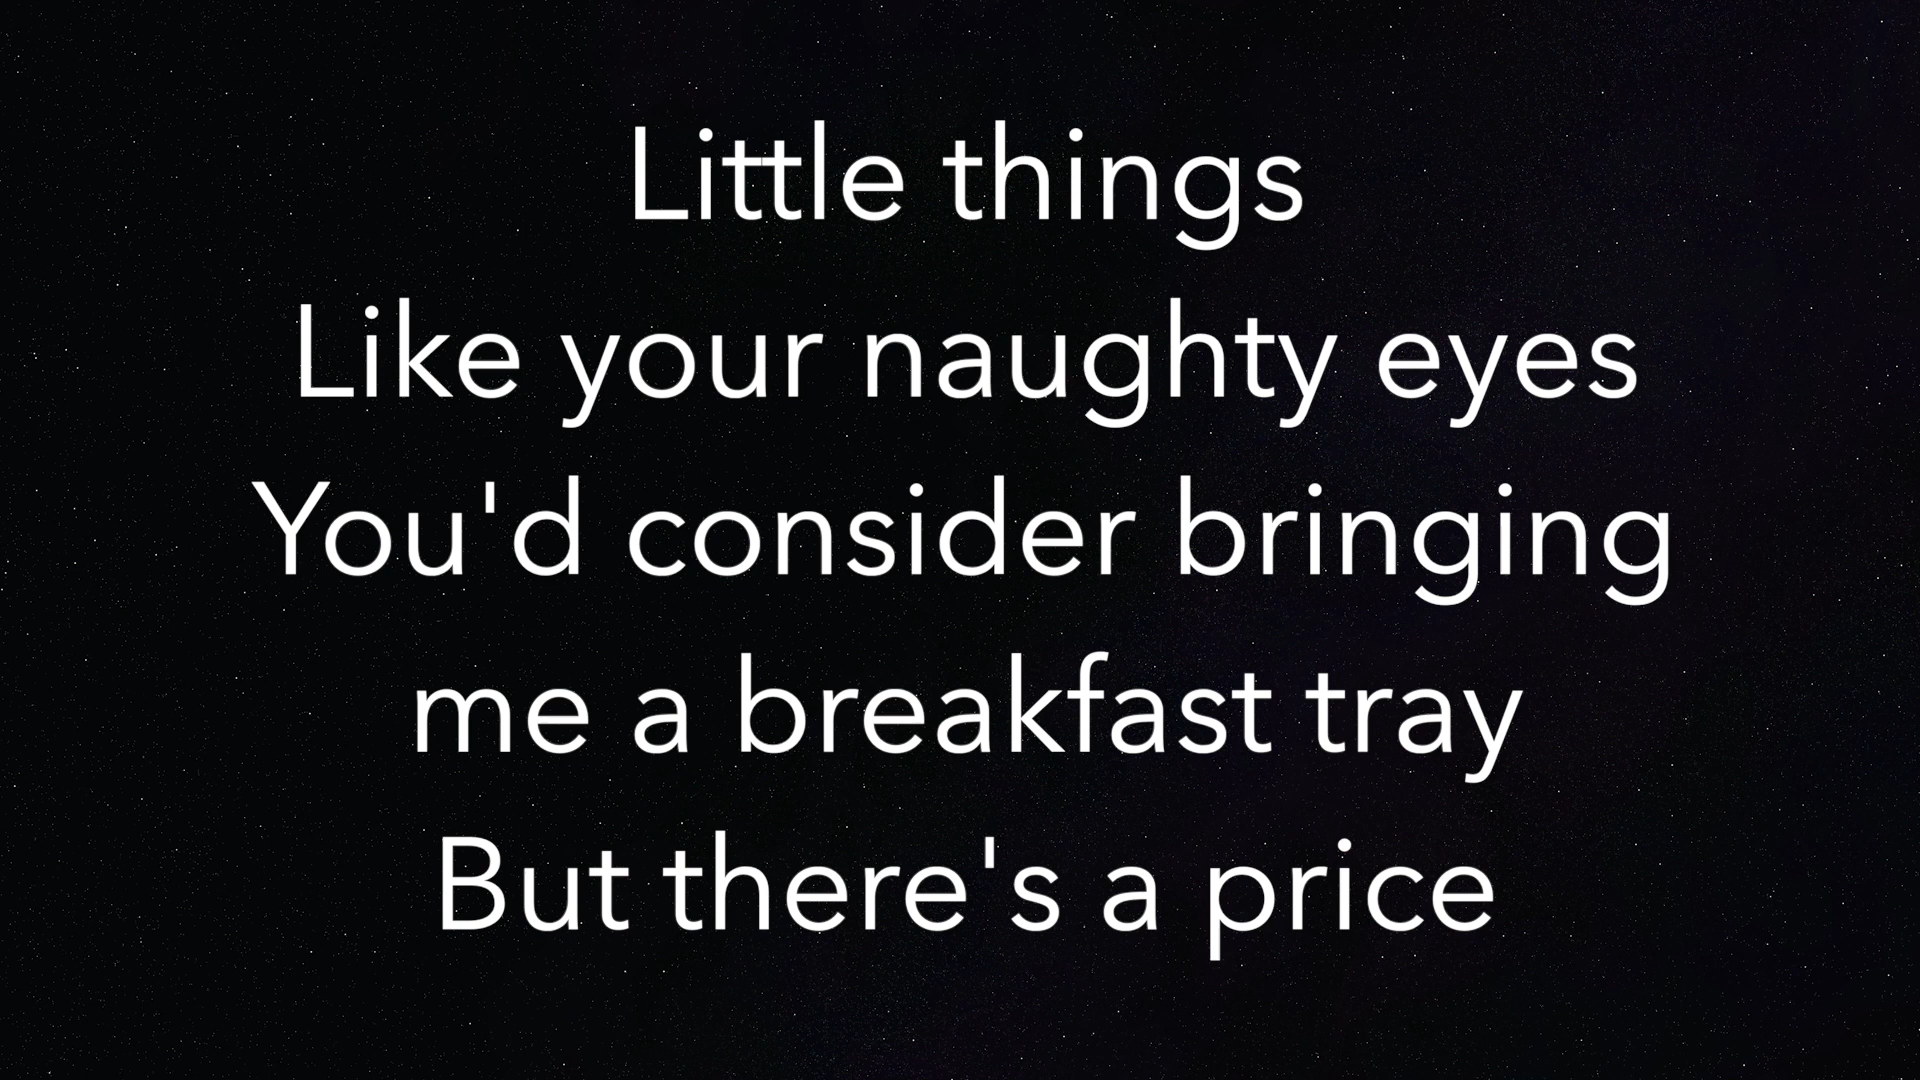 Little things
Like your naughty eyes
You'd consider bringing
me a breakfast tray
But there's a price